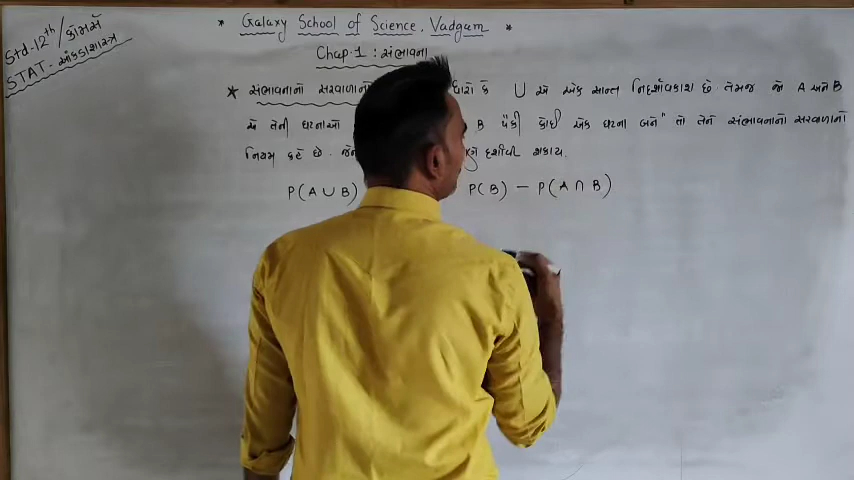 * Galaxy School of Science, Vadgam *
Std-12th / કોમર્સ
STAT - આંકડાશાસ્ત્ર
Chap-1 : સંભાવના
* સંભાવનાનો સરવાળાનો ધારો કે U એ એક સાન્ત નિદર્શાવકાશ છે. તેમજ જો A અને B
એ તેની ઘટનાઓ B પૈકી કોઈ એક ઘટના બને" તો તેને સંભાવનાનો સરવાળાનો
નિયમ કહે છે. દર્શાવી શકાય.
P(A ∪ B) P(B) - P(A ∩ B)